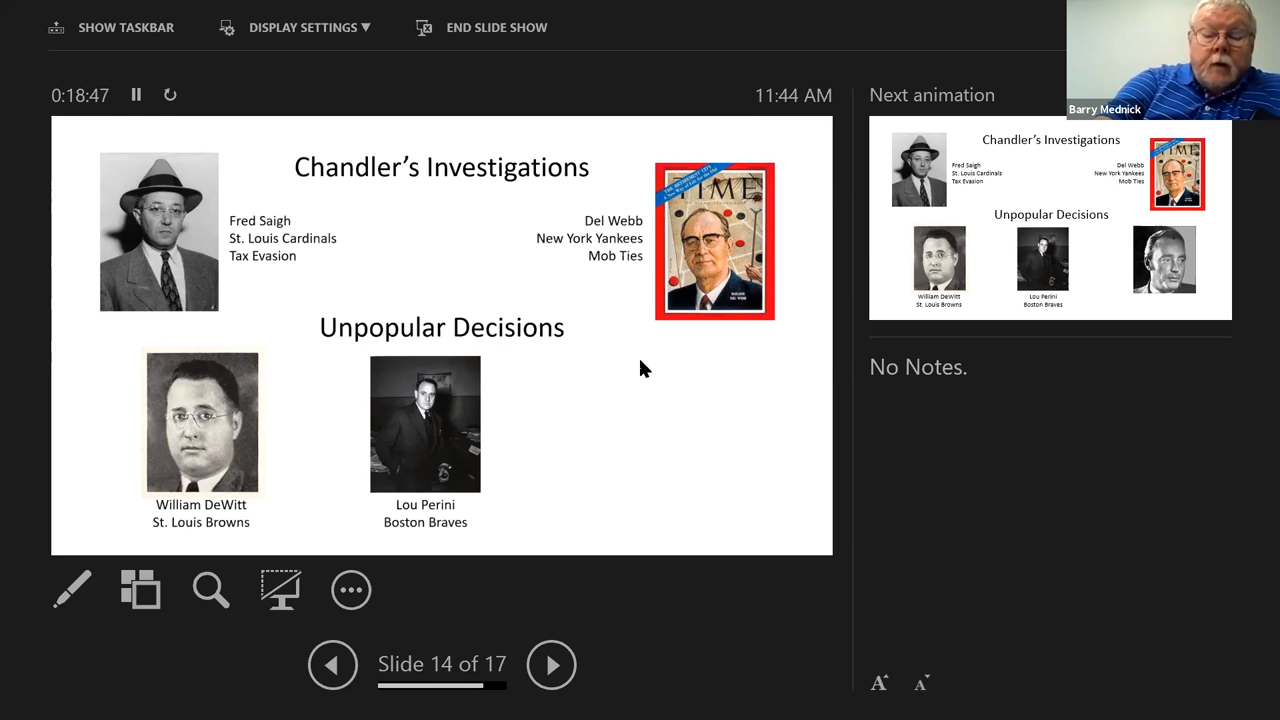 SHOW TASKBAR
DISPLAY SETTINGS ▼
END SLIDE SHOW
Barry Mednick
0:18:47
11:44 AM
Next animation
Chandler's Investigations
Fred Saigh
St. Louis Cardinals
Tax Evasion
Del Webb
New York Yankees
Mob Ties
TIME
Unpopular Decisions
William DeWitt
St. Louis Browns
Lou Perini
Boston Braves
Chandler's Investigations
Fred Saigh
St. Louis Cardinals
Tax Evasion
Del Webb
New York Yankees
Mob Ties
TIME
Unpopular Decisions
William DeWitt
St. Louis Browns
Lou Perini
Boston Braves
No Notes.
Slide 14 of 17
A A